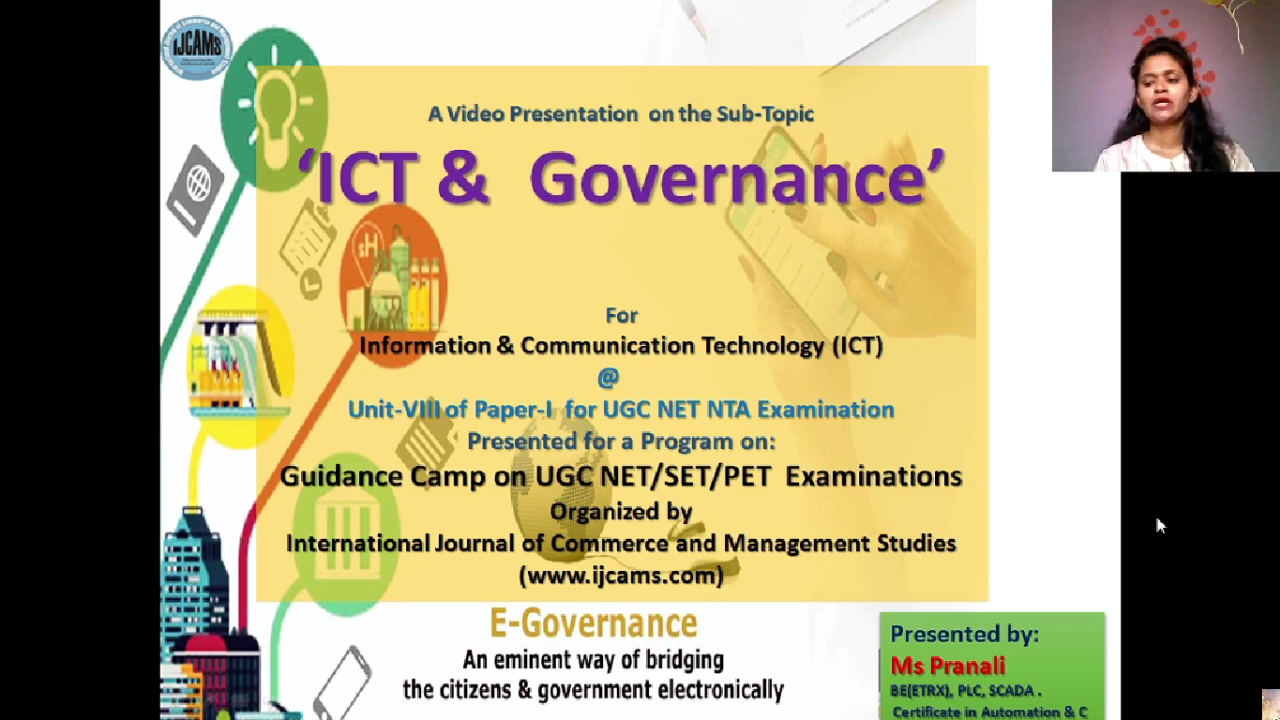 IJCAMS
A Video Presentation on the Sub-Topic
‘ICT & Governance’
For
Information & Communication Technology (ICT)
@
Unit-VIII of Paper-I for UGC NET NTA Examination
Presented for a Program on:
Guidance Camp on UGC NET/SET/PET Examinations
Organized by
International Journal of Commerce and Management Studies
(www.ijcams.com)
E-Governance
An eminent way of bridging
the citizens & government electronically
Presented by:
Ms Pranali
BE(ETRX), PLC, SCADA .
Certificate in Automation & C